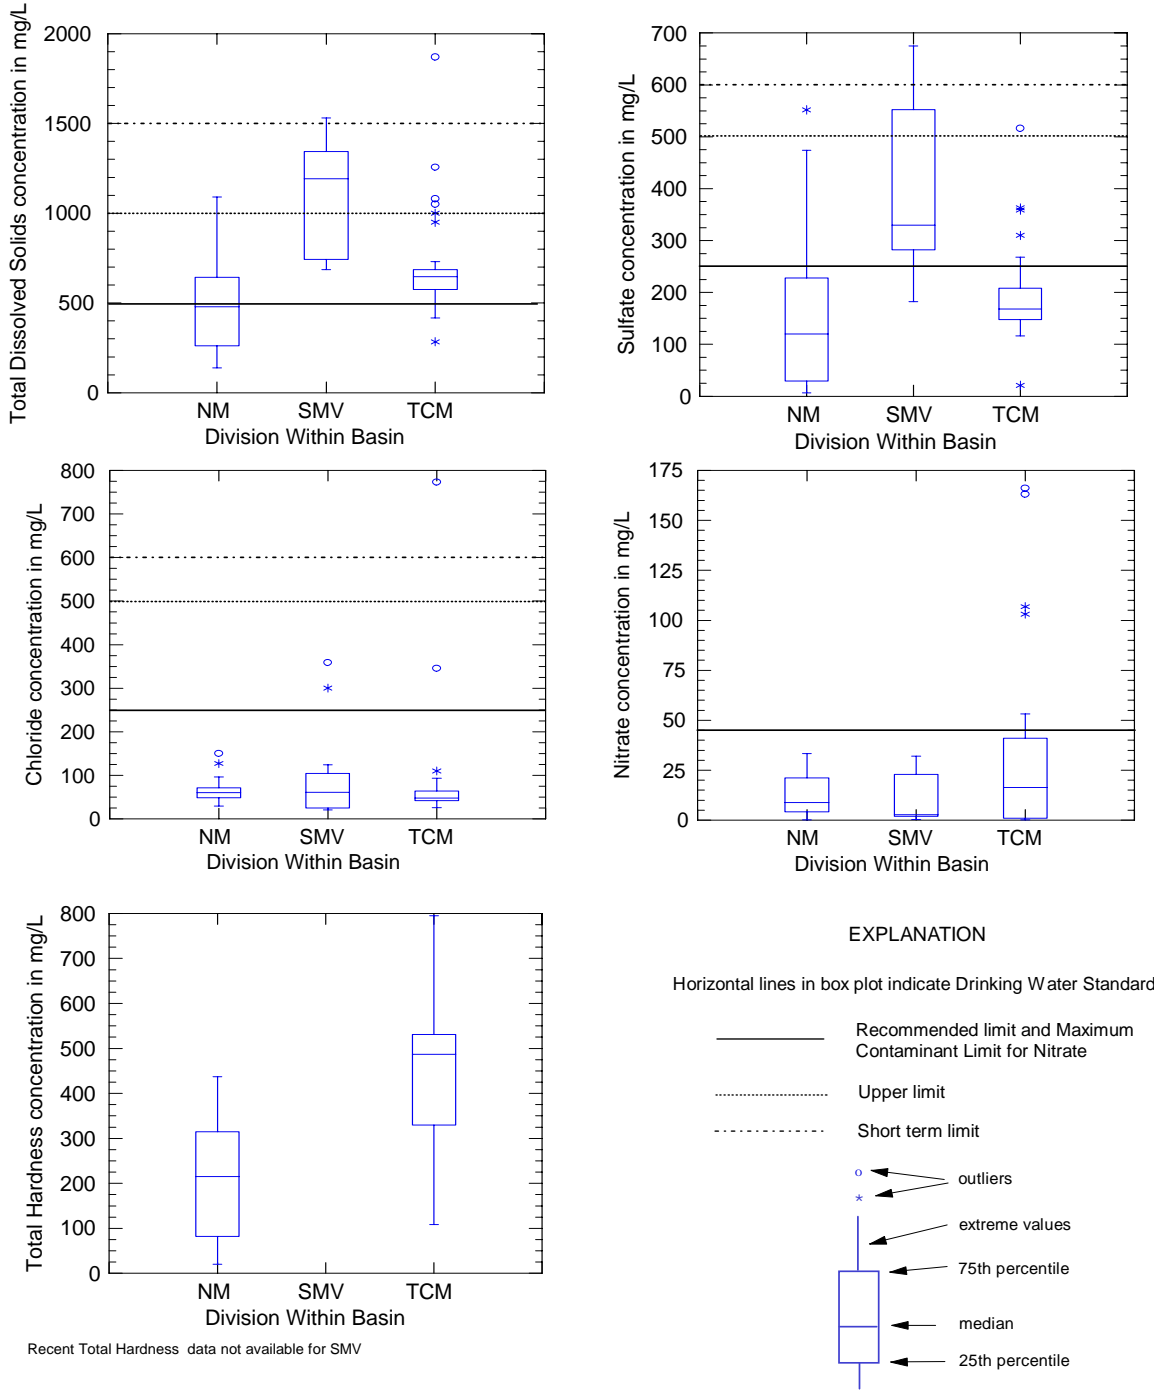 Total Dissolved Solids concentration in mg/L
2000
1500
1000
500
0
NM SMV TCM
Division Within Basin
Sulfate concentration in mg/L
700
600
500
400
300
200
100
0
NM SMV TCM
Division Within Basin
Chloride concentration in mg/L
800
700
600
500
400
300
200
100
0
NM SMV TCM
Division Within Basin
Nitrate concentration in mg/L
175
150
125
100
75
50
25
0
NM SMV TCM
Division Within Basin
Total Hardness concentration in mg/L
800
700
600
500
400
300
200
100
0
NM SMV TCM
Division Within Basin
Recent Total Hardness data not available for SMV
EXPLANATION
Horizontal lines in box plot indicate Drinking Water Standard
Recommended limit and Maximum
Contaminant Limit for Nitrate
Upper limit
Short term limit
outliers
extreme values
75th percentile
median
25th percentile